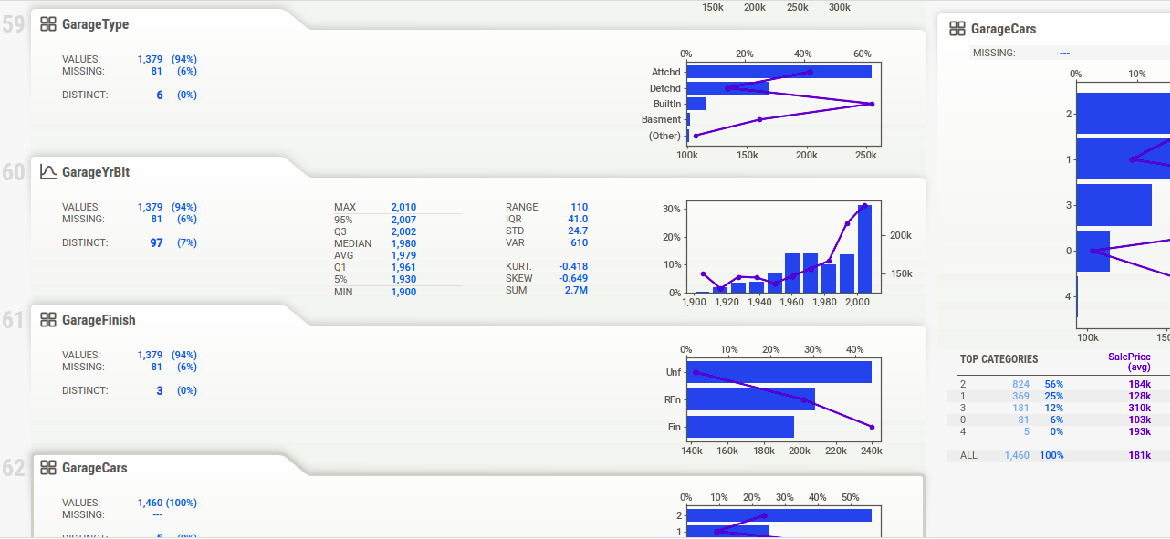 150k 200k 250k 300k
59
GarageType
VALUES: 1,379 (94%)
MISSING: 81 (6%)
DISTINCT: 6 (0%)
0% 20% 40% 60%
Attchd
Detchd
BuiltIn
Basment
(Other)
100k 150k 200k 250k
60
GarageYrBlt
VALUES: 1,379 (94%)
MISSING: 81 (6%)
DISTINCT: 97 (7%)
MAX 2,010
95% 2,007
Q3 2,002
MEDIAN 1,980
AVG 1,979
Q1 1,961
5% 1,930
MIN 1,900
RANGE 110
IQR 41.0
STD 24.7
VAR 610
KURT. -0.418
SKEW -0.649
SUM 2.7M
30%
20%
10%
0%
200k
150k
1,900 1,920 1,940 1,960 1,980 2,000
61
GarageFinish
VALUES: 1,379 (94%)
MISSING: 81 (6%)
DISTINCT: 3 (0%)
0% 10% 20% 30% 40%
Unf
RFn
Fin
140k 160k 180k 200k 220k 240k
62
GarageCars
VALUES: 1,460 (100%)
MISSING: ---
0% 10% 20% 30% 40% 50%
2
1
GarageCars
MISSING: ---
0% 10%
2
1
3
0
4
100k
TOP CATEGORIES SalePrice
(avg)
2 824 56% 184k
1 369 25% 128k
3 181 12% 310k
0 81 6% 103k
4 5 0% 193k
ALL 1,460 100% 181k